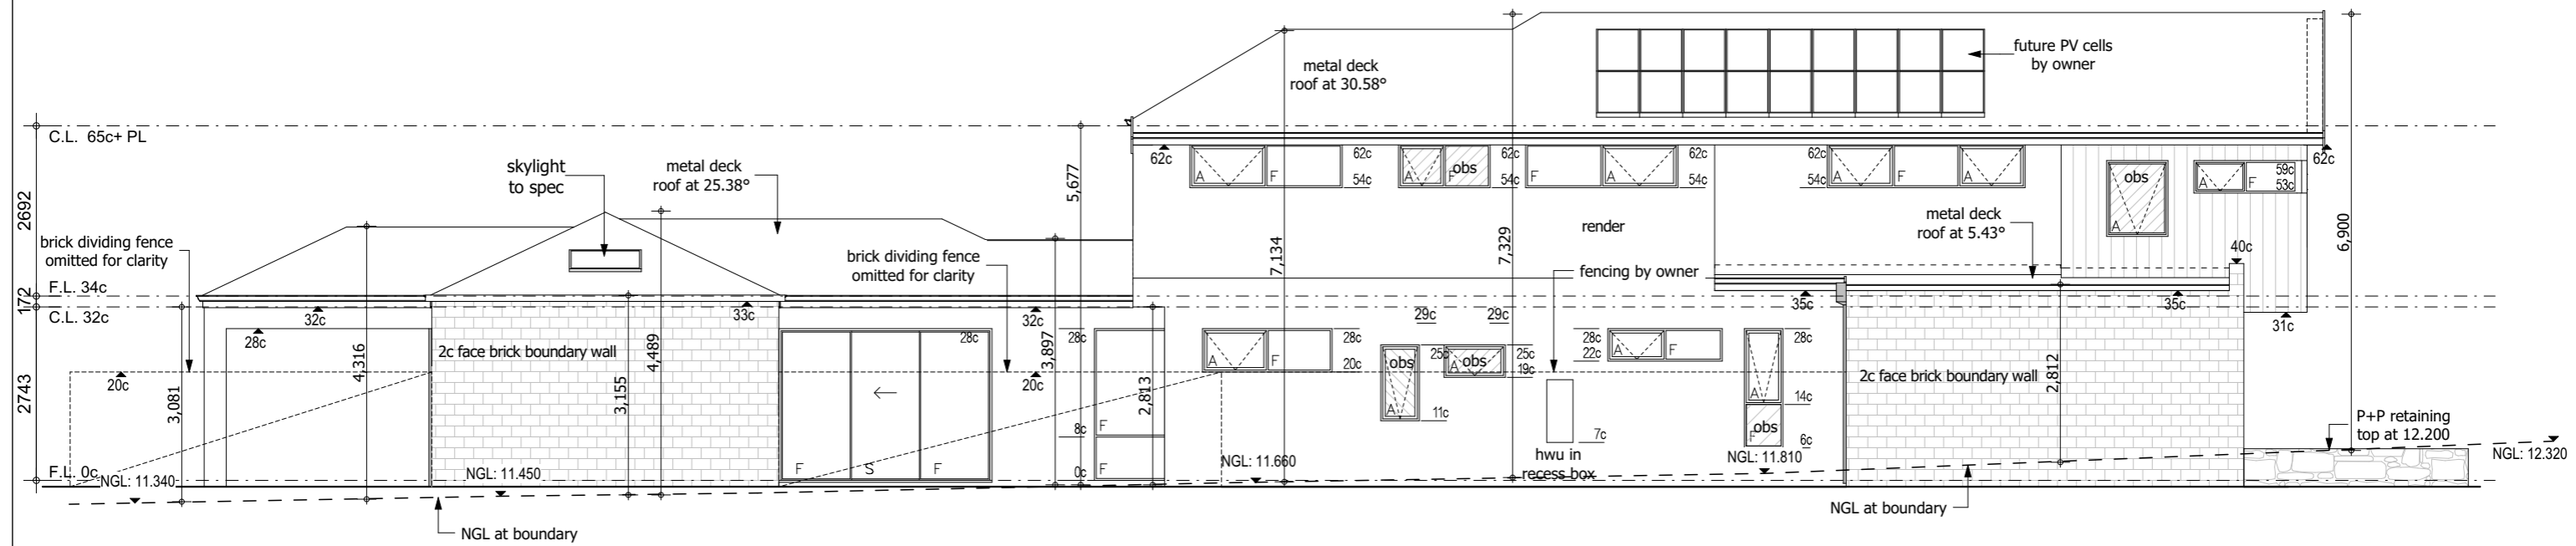 future PV cells
by owner
metal deck
roof at 30.58°
C.L. 65c+ PL
skylight
to spec
metal deck
roof at 25.38°
5,677
62c
A
F
62c
54c
A
F
obs
62c
54c
F
A
62c
54c
62c
54c
A
F
A
obs
A
A
F
59c
53c
62c
2692
brick dividing fence
omitted for clarity
brick dividing fence
omitted for clarity
render
metal deck
roof at 5.43°
7,134
7,329
6,900
40c
fencing by owner
F.L. 34c
172
C.L. 32c
32c
33c
32c
35c
35c
31c
28c
2c face brick boundary wall
28c
28c
3,897
A
F
28c
20c
29c
29c
25c
obs
A
11c
obs
A
25c
19c
28c
22c
A
F
28c
A
14c
obs
F
6c
2c face brick boundary wall
2,812
20c
20c
2743
3,081
4,316
3,155
4,489
2,813
F
8c
F
0c
7c
hwu in
recess box
P+P retaining
top at 12.200
F
S
F
F.L. 0c
NGL: 11.340
NGL: 11.450
NGL: 11.660
NGL: 11.810
NGL: 12.320
NGL at boundary
NGL at boundary